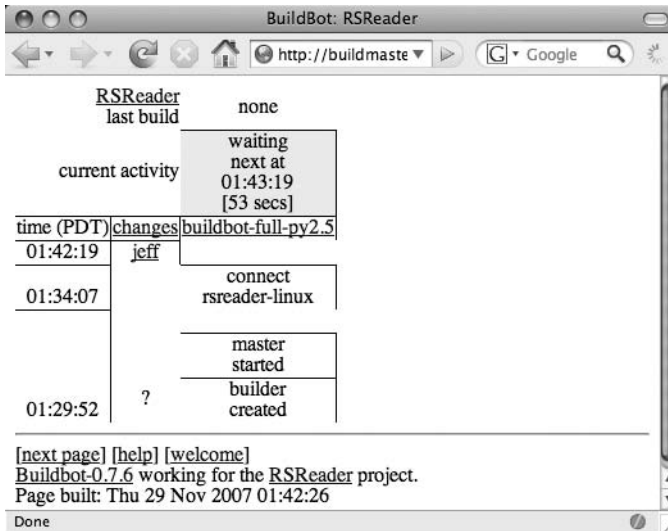 BuildBot: RSReader
http://buildmaste
G Google
RSReader
last build
none
current activity
waiting
next at
01:43:19
[53 secs]
time (PDT) changes buildbot-full-py2.5
01:42:19 jeff
connect
01:34:07 rsreader-linux
master
started
builder
01:29:52 ? created
[next page] [help] [welcome]
Buildbot-0.7.6 working for the RSReader project.
Page built: Thu 29 Nov 2007 01:42:26
Done